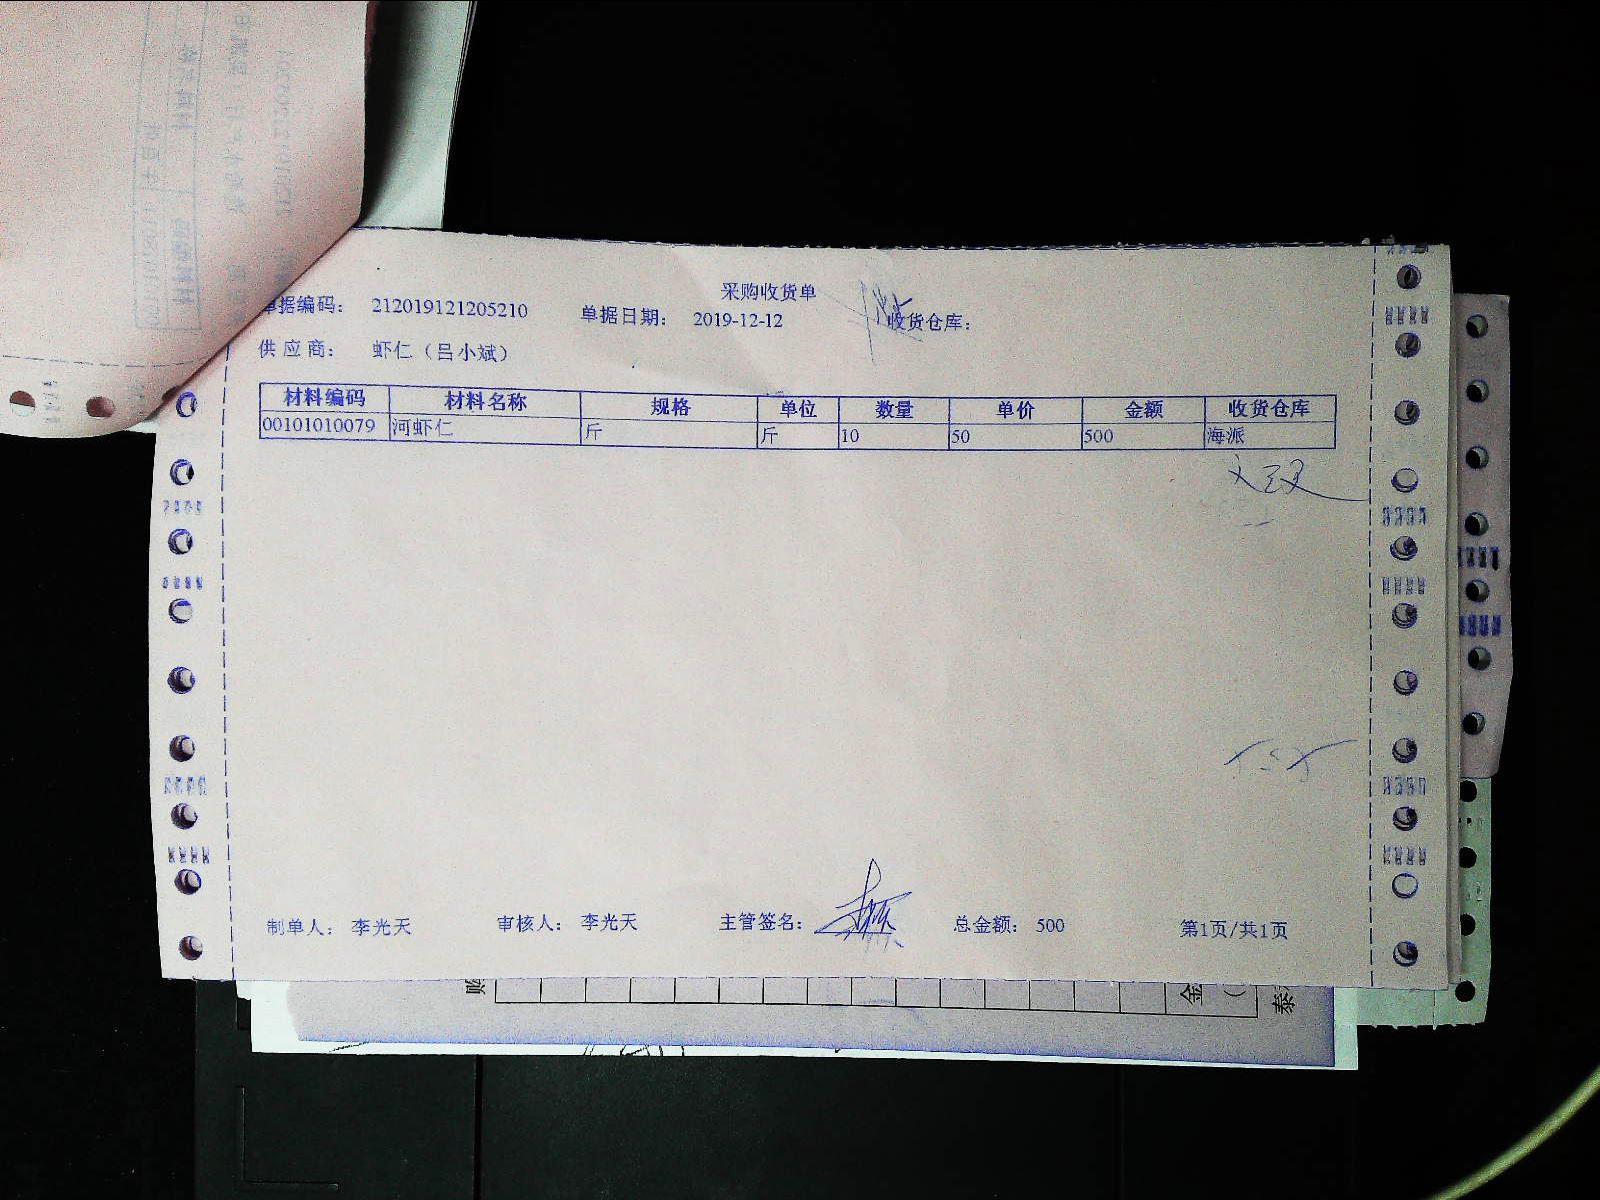 采购收货单
单据编码： 212019121205210 单据日期： 2019-12-12 收货仓库：
供应商： 虾仁（吕小斌）
材料编码 材料名称 规格 单位 数量 单价 金额 收货仓库
00101010079 河虾仁 斤 斤 10 50 500 海派
制单人： 李光天 审核人： 李光天 主管签名： 总金额： 500 第1页/共1页
购 金 （ 泰